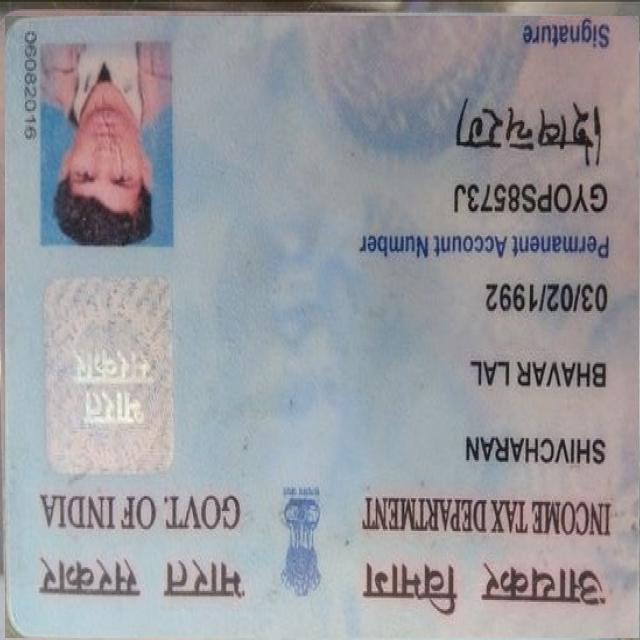 आयकर विभाग भारत सरकार
INCOME TAX DEPARTMENT GOVT. OF INDIA
SHIVCHARAN
BHAVAR LAL
03/02/1992
Permanent Account Number
GYOPS8573J
Signature
भारत
सरकार
06082016